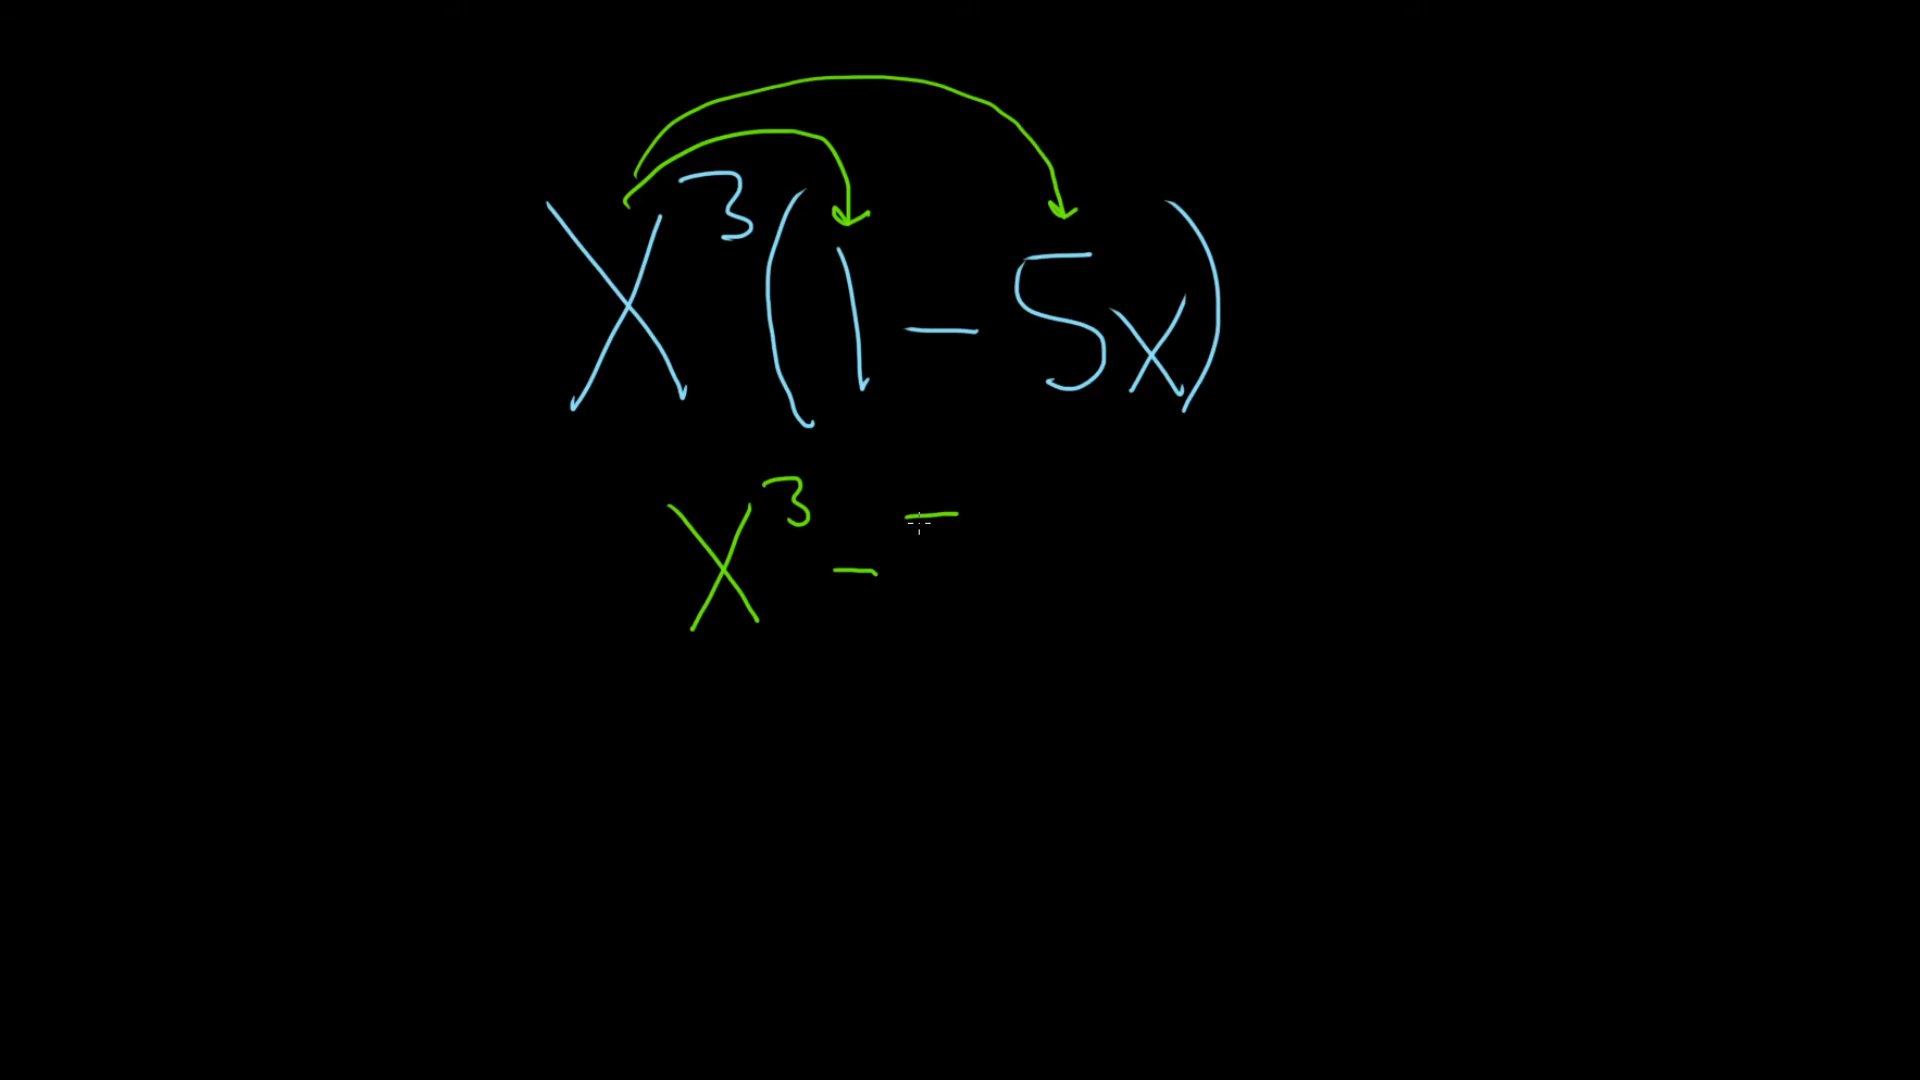 x³(1 - 5x)
x³ -